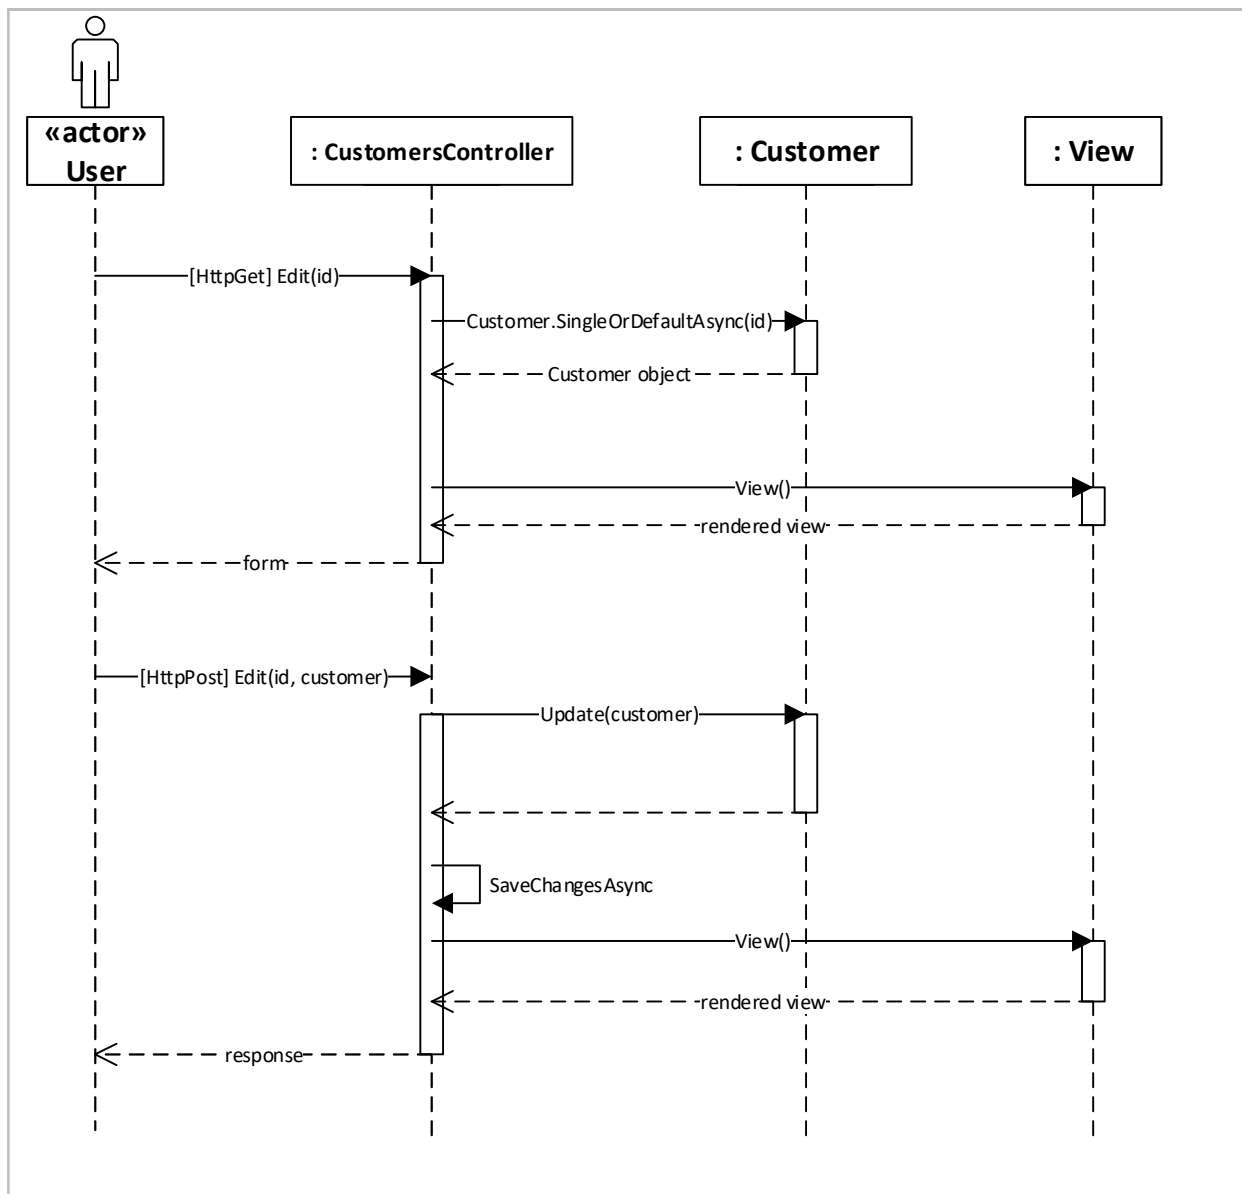 «actor»
User
: CustomersController
: Customer
: View
[HttpGet] Edit(id)
Customer.SingleOrDefaultAsync(id)
Customer object
View()
rendered view
form
[HttpPost] Edit(id, customer)
Update(customer)
SaveChangesAsync
View()
rendered view
response